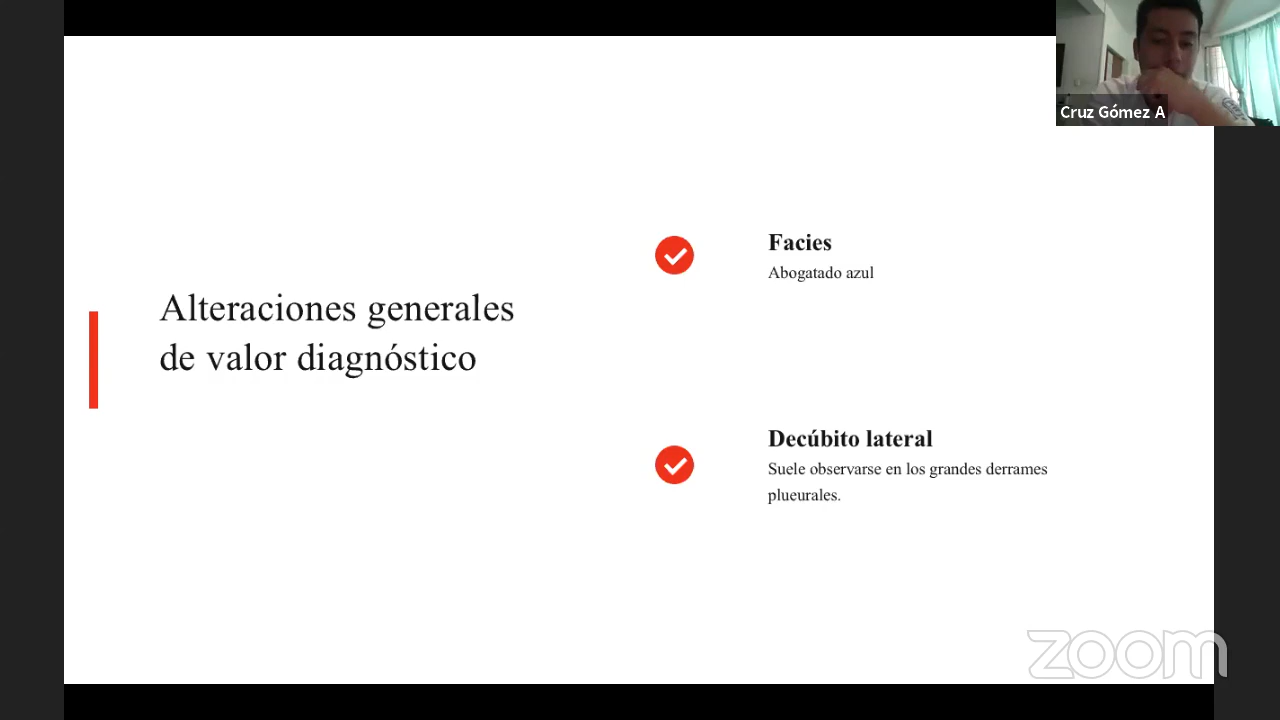 Cruz Gómez A
Alteraciones generales
de valor diagnóstico
Facies
Abogatado azul
Decúbito lateral
Suele observarse en los grandes derrames
plueurales.
zoom